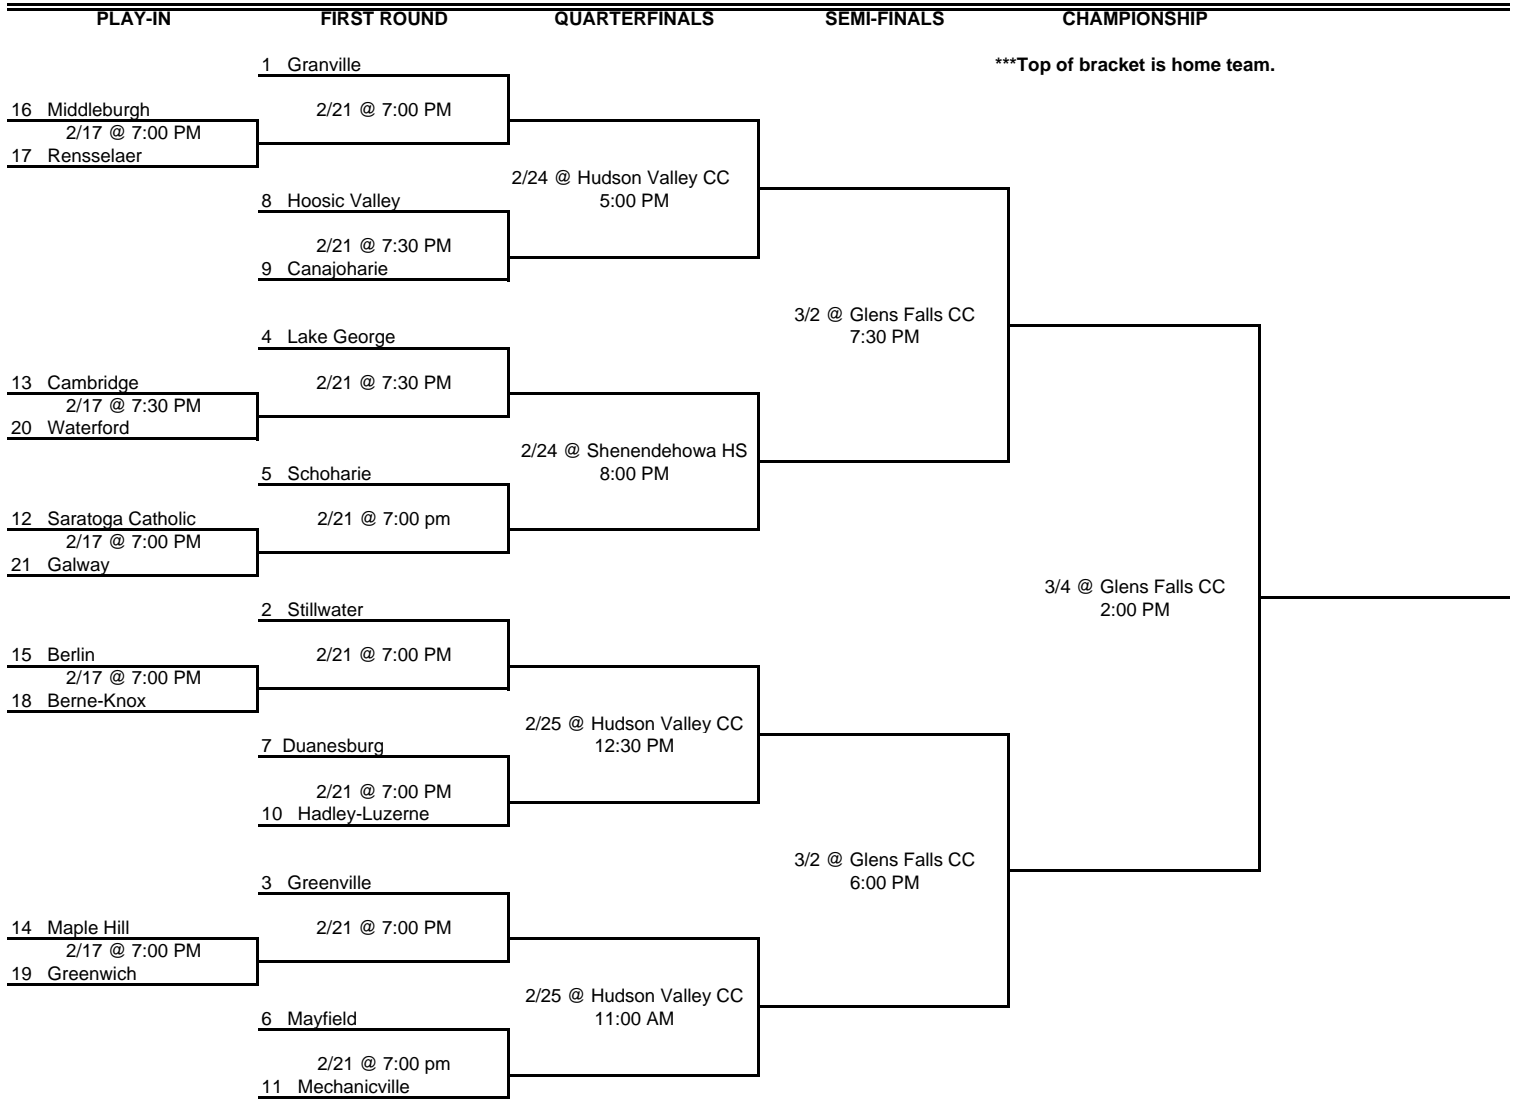 PLAY-IN FIRST ROUND QUARTERFINALS SEMI-FINALS CHAMPIONSHIP
1 Granville
***Top of bracket is home team.
16 Middleburgh
2/21 @ 7:00 PM
2/17 @ 7:00 PM
17 Rensselaer
2/24 @ Hudson Valley CC
5:00 PM
8 Hoosic Valley
2/21 @ 7:30 PM
9 Canajoharie
3/2 @ Glens Falls CC
7:30 PM
4 Lake George
13 Cambridge
2/21 @ 7:30 PM
2/17 @ 7:30 PM
20 Waterford
2/24 @ Shenendehowa HS
8:00 PM
5 Schoharie
12 Saratoga Catholic
2/21 @ 7:00 pm
2/17 @ 7:00 PM
21 Galway
3/4 @ Glens Falls CC
2:00 PM
2 Stillwater
15 Berlin
2/21 @ 7:00 PM
2/17 @ 7:00 PM
18 Berne-Knox
2/25 @ Hudson Valley CC
12:30 PM
7 Duanesburg
2/21 @ 7:00 PM
10 Hadley-Luzerne
3/2 @ Glens Falls CC
6:00 PM
3 Greenville
14 Maple Hill
2/21 @ 7:00 PM
2/17 @ 7:00 PM
19 Greenwich
2/25 @ Hudson Valley CC
11:00 AM
6 Mayfield
2/21 @ 7:00 pm
11 Mechanicville